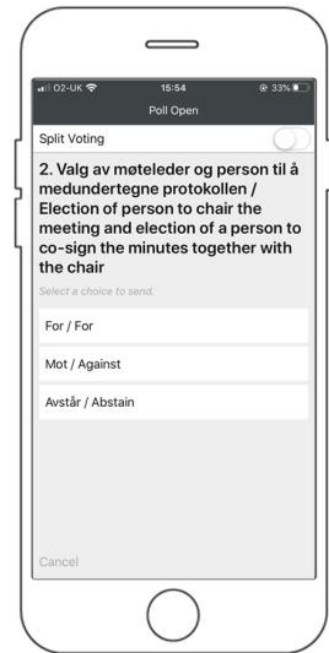 O2-UK 15:54 33%
Poll Open
Split Voting
2. Valg av møteleder og person til å
medundertegne protokollen /
Election of person to chair the
meeting and election of a person to
co-sign the minutes together with
the chair
Select a choice to send.
For / For
Mot / Against
Avstår / Abstain
Cancel